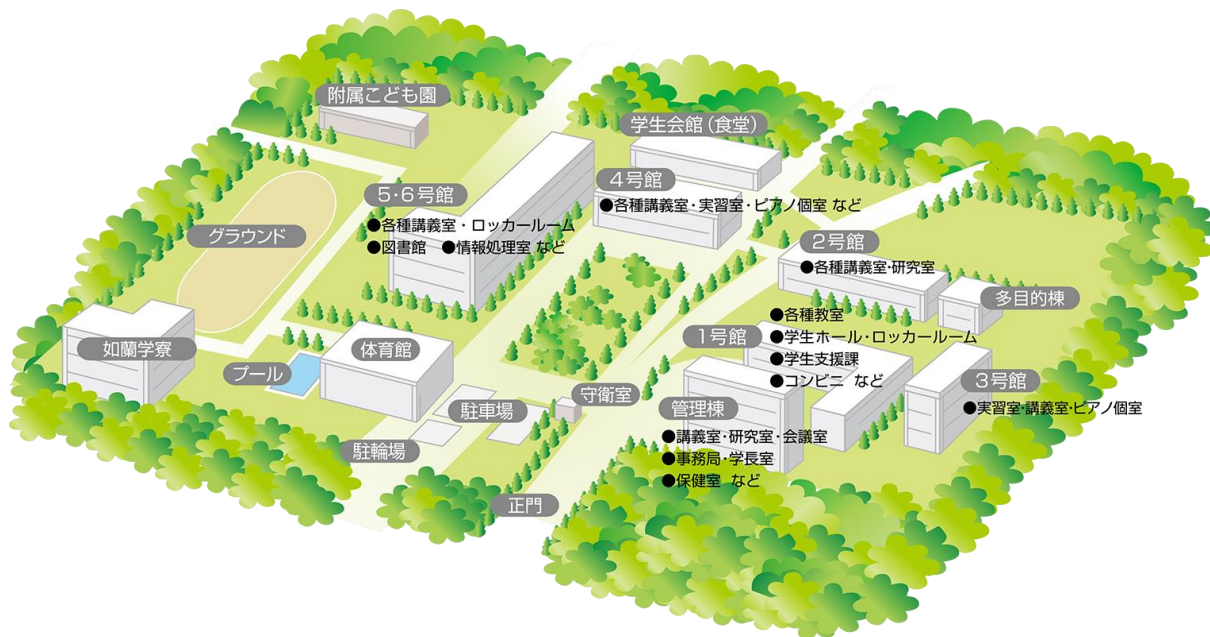 附属こども園
学生会館(食堂)
4号館
●各種講義室・実習室・ピアノ個室 など
5・6号館
●各種講義室・ロッカールーム
●図書館 ●情報処理室 など
グラウンド
2号館
●各種講義室・研究室
多目的棟
1号館
●各種教室
●学生ホール・ロッカールーム
●学生支援課
●コンビニ など
如蘭学寮
体育館
プール
3号館
●実習室・講義室・ピアノ個室
守衛室
駐車場
管理棟
●講義室・研究室・会議室
●事務局・学長室
●保健室 など
駐輪場
正門